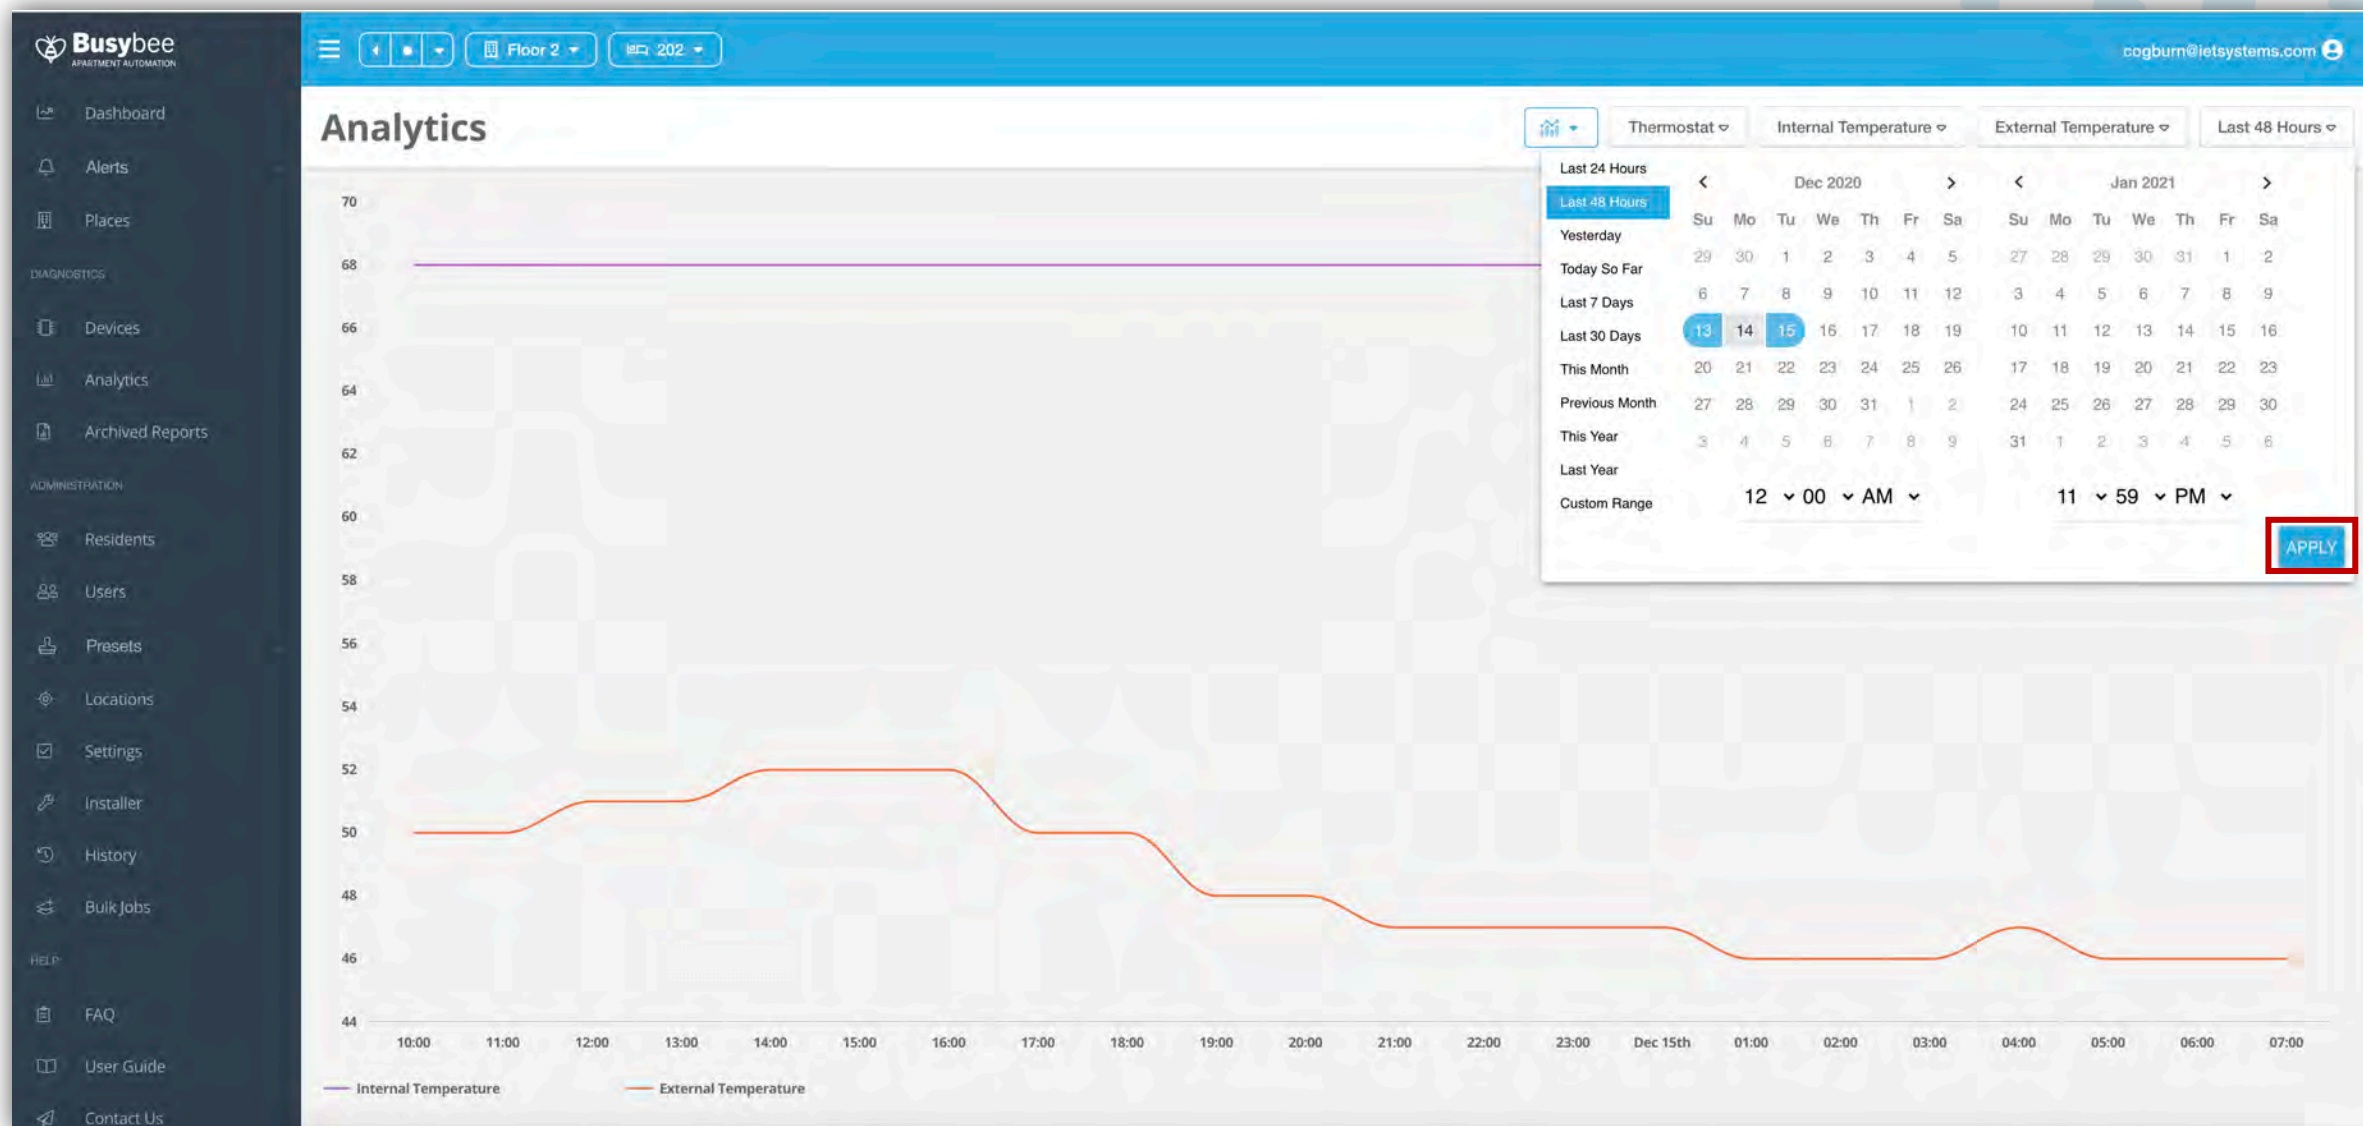 Busybee
APARTMENT AUTOMATION
Floor 2
202
cogburn@ietsystems.com
Dashboard
Alerts
Places
DIAGNOSTICS
Devices
Analytics
Archived Reports
ADMINISTRATION
Residents
Users
Presets
Locations
Settings
Installer
History
Bulk Jobs
HELP
FAQ
User Guide
Contact Us
Analytics
Thermostat
Internal Temperature
External Temperature
Last 48 Hours
Last 24 Hours
Last 48 Hours
Yesterday
Today So Far
Last 7 Days
Last 30 Days
This Month
Previous Month
This Year
Last Year
Custom Range
Dec 2020
Su Mo Tu We Th Fr Sa
29 30 1 2 3 4 5
6 7 8 9 10 11 12
13 14 15 16 17 18 19
20 21 22 23 24 25 26
27 28 29 30 31 1 2
3 4 5 6 7 8 9
12 00 AM
Jan 2021
Su Mo Tu We Th Fr Sa
27 28 29 30 31 1 2
3 4 5 6 7 8 9
10 11 12 13 14 15 16
17 18 19 20 21 22 23
24 25 26 27 28 29 30
31 1 2 3 4 5 6
11 59 PM
APPLY
70
68
66
64
62
60
58
56
54
52
50
48
46
44
10:00 11:00 12:00 13:00 14:00 15:00 16:00 17:00 18:00 19:00 20:00 21:00 22:00 23:00 Dec 15th 01:00 02:00 03:00 04:00 05:00 06:00 07:00
Internal Temperature
External Temperature